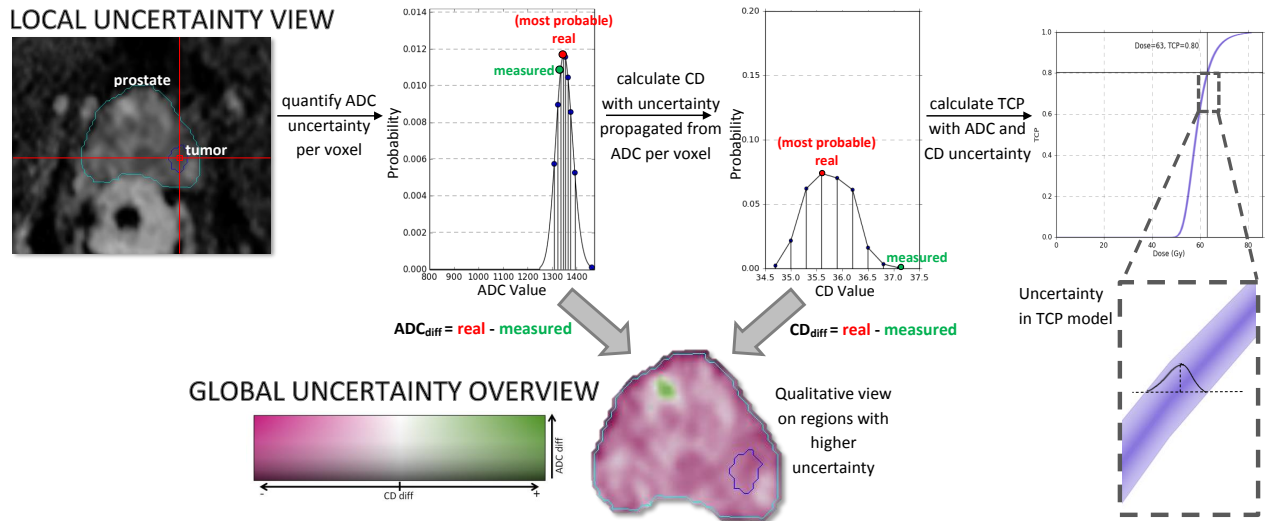 LOCAL UNCERTAINTY VIEW
prostate
tumor
quantify ADC
uncertainty
per voxel
(most probable)
real
measured
Probability
0.014
0.012
0.010
0.008
0.006
0.004
0.002
0.000
800 900 1000 1100 1200 1300 1400
ADC Value
calculate CD
with uncertainty
propagated from
ADC per voxel
(most probable)
real
measured
Probability
0.20
0.15
0.10
0.05
0.00
34.5 35.0 35.5 36.0 36.5 37.0 37.5
CD Value
calculate TCP
with ADC and
CD uncertainty
Dose=63, TCP=0.80
TCP
1.0
0.8
0.6
0.4
0.2
0.0
0 20 40 60 80
Dose (Gy)
Uncertainty
in TCP model
ADCdiff = real - measured
CDdiff = real - measured
GLOBAL UNCERTAINTY OVERVIEW
ADC diff
- CD diff +
Qualitative view
on regions with
higher
uncertainty